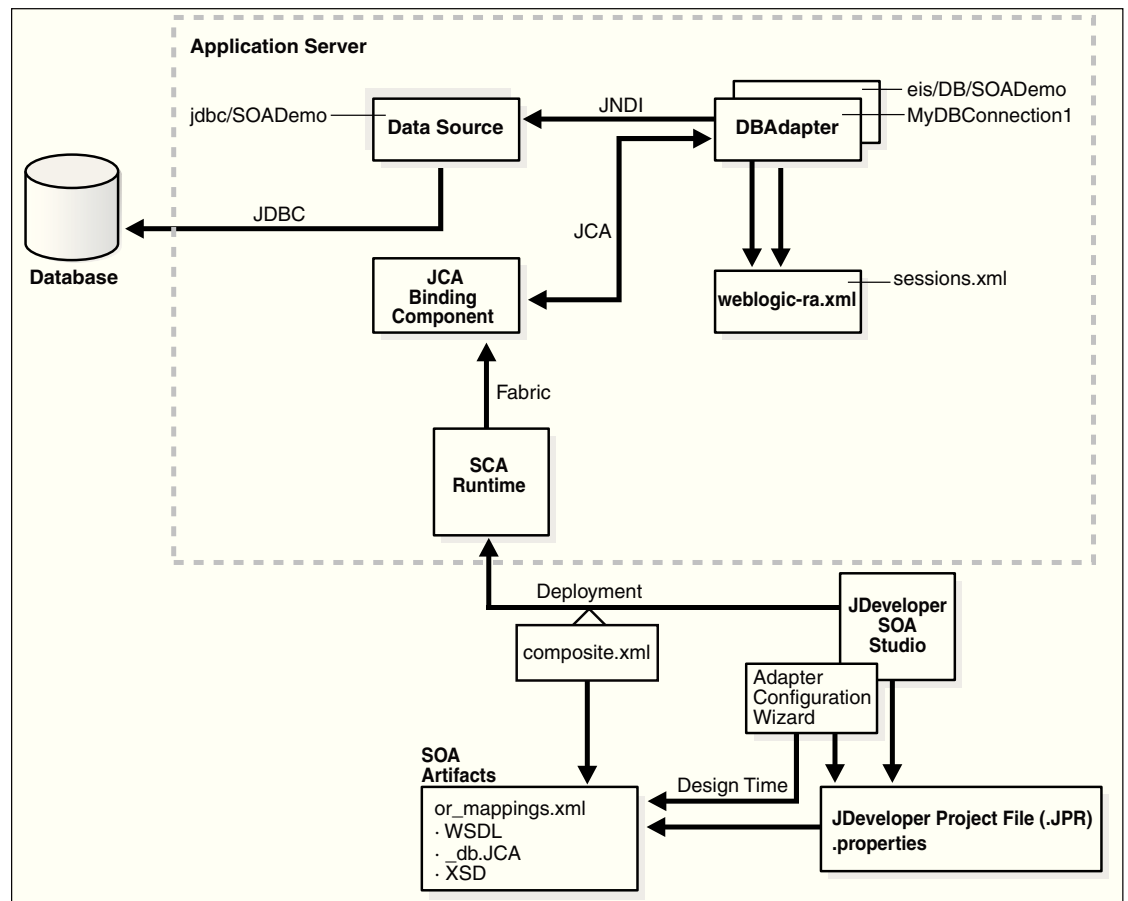 Application Server
eis/DB/SOADemo
jdbc/SOADemo
Data Source
JNDI
DBAdapter
MyDBConnection1
JDBC
JCA
Database
JCA
Binding
Component
weblogic-ra.xml
sessions.xml
Fabric
SCA
Runtime
Deployment
JDeveloper
SOA
Studio
composite.xml
Adapter
Configuration
Wizard
SOA
Artifacts
Design Time
or_mappings.xml
· WSDL
· _db.JCA
· XSD
JDeveloper Project File (.JPR)
.properties